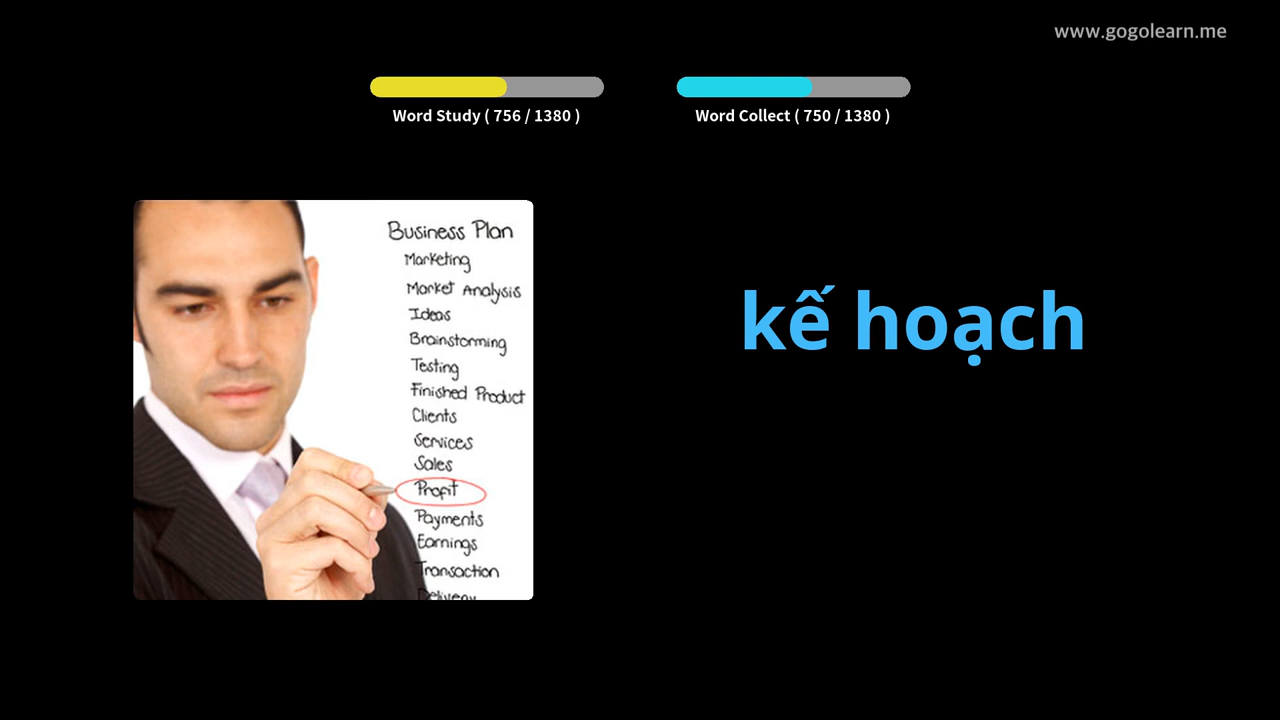 www.gogolearn.me
Word Study ( 756 / 1380 )
Word Collect ( 750 / 1380 )
Business Plan
Marketing
Market Analysis
Ideas
Brainstorming
Testing
Finished Product
Clients
Services
Sales
Profit
Payments
Earnings
Transaction
Delivery
kế hoạch